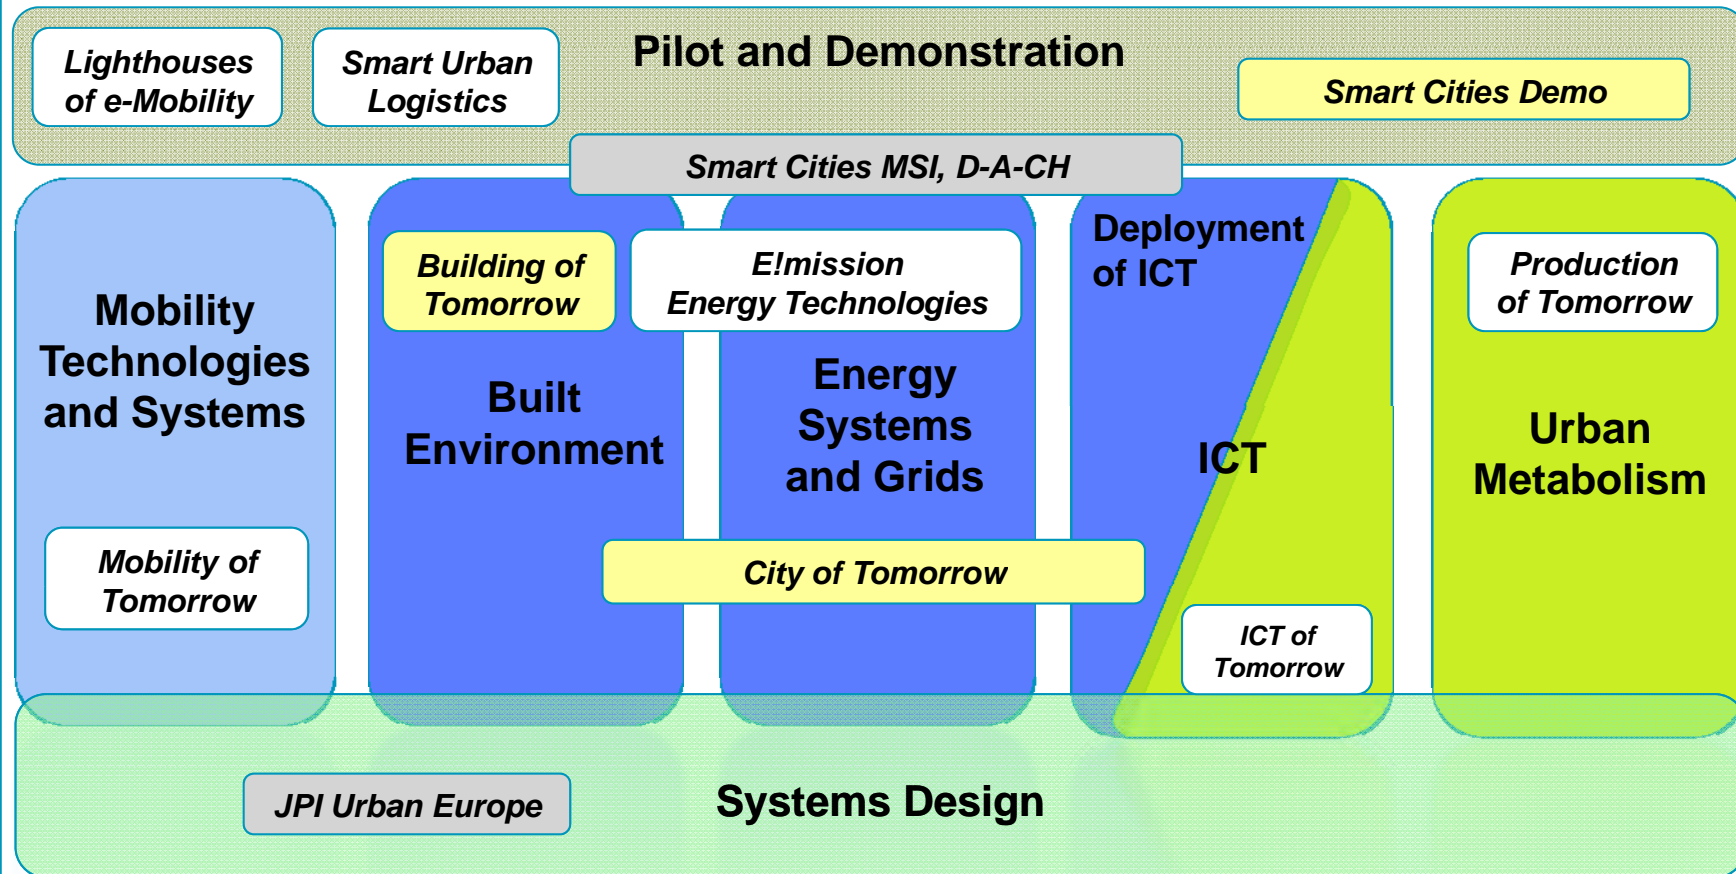 Pilot and Demonstration
Lighthouses
of e-Mobility
Smart Urban
Logistics
Smart Cities Demo
Smart Cities MSI, D-A-CH
Mobility
Technologies
and Systems
Mobility of
Tomorrow
Building of
Tomorrow
Built
Environment
E!mission
Energy Technologies
Energy
Systems
and Grids
City of Tomorrow
Deployment
of ICT
ICT
ICT of
Tomorrow
Production
of Tomorrow
Urban
Metabolism
JPI Urban Europe
Systems Design